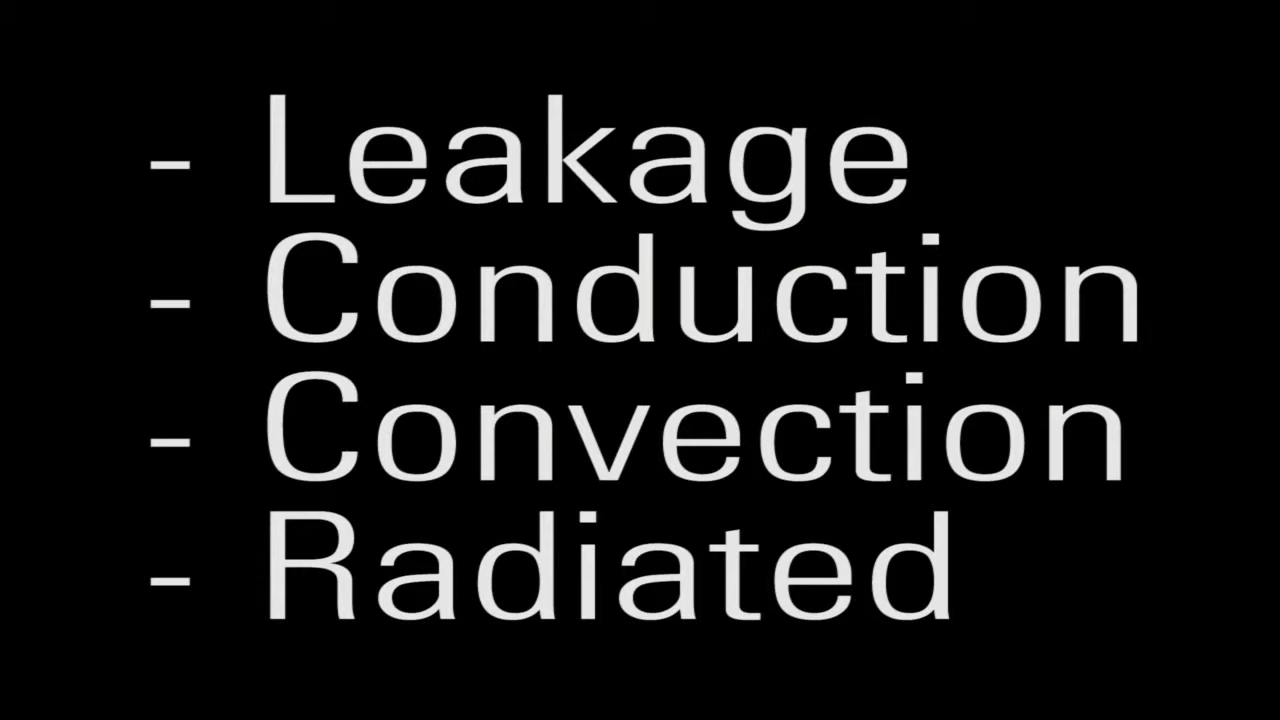 - Leakage
- Conduction
- Convection
- Radiated